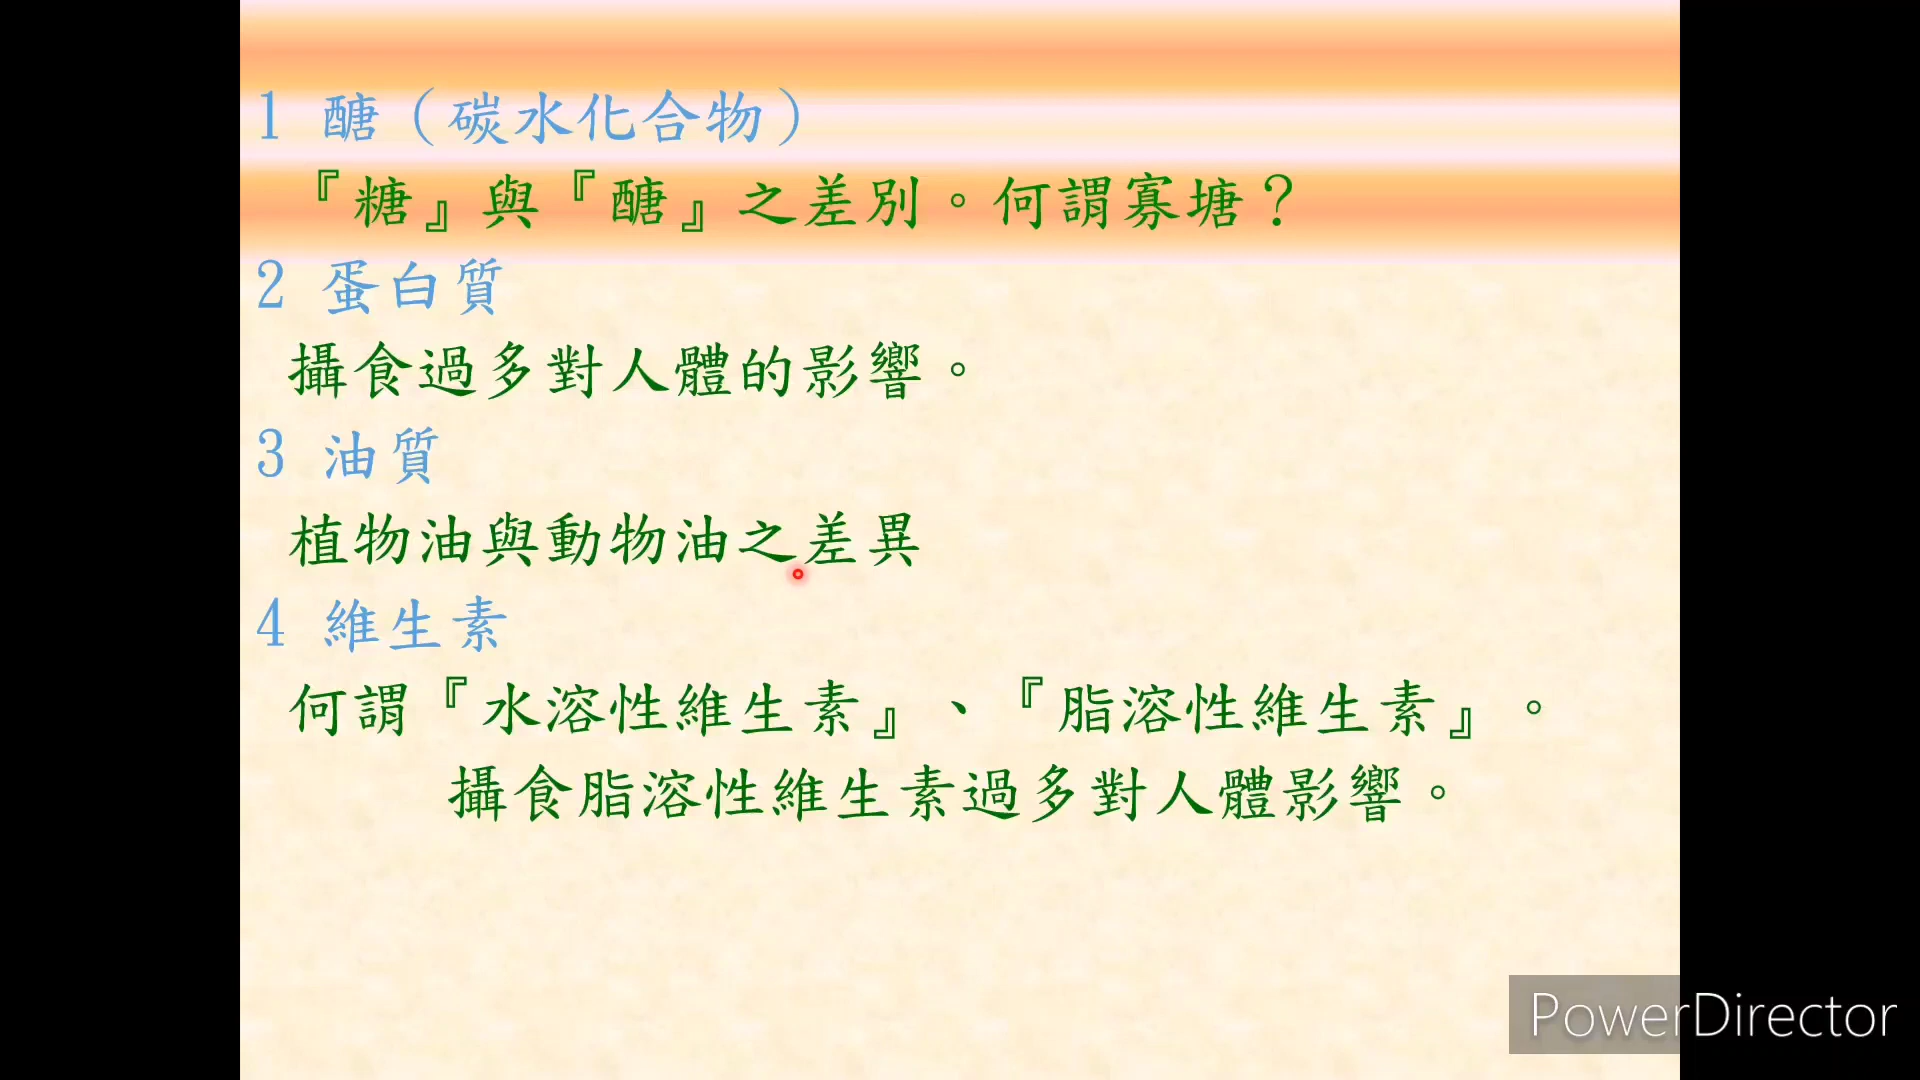 1 醣（碳水化合物）
『糖』與『醣』之差別。何謂寡塘？
2 蛋白質
攝食過多對人體的影響。
3 油質
植物油與動物油之差異
4 維生素
何謂『水溶性維生素』、『脂溶性維生素』。
攝食脂溶性維生素過多對人體影響。
PowerDirector